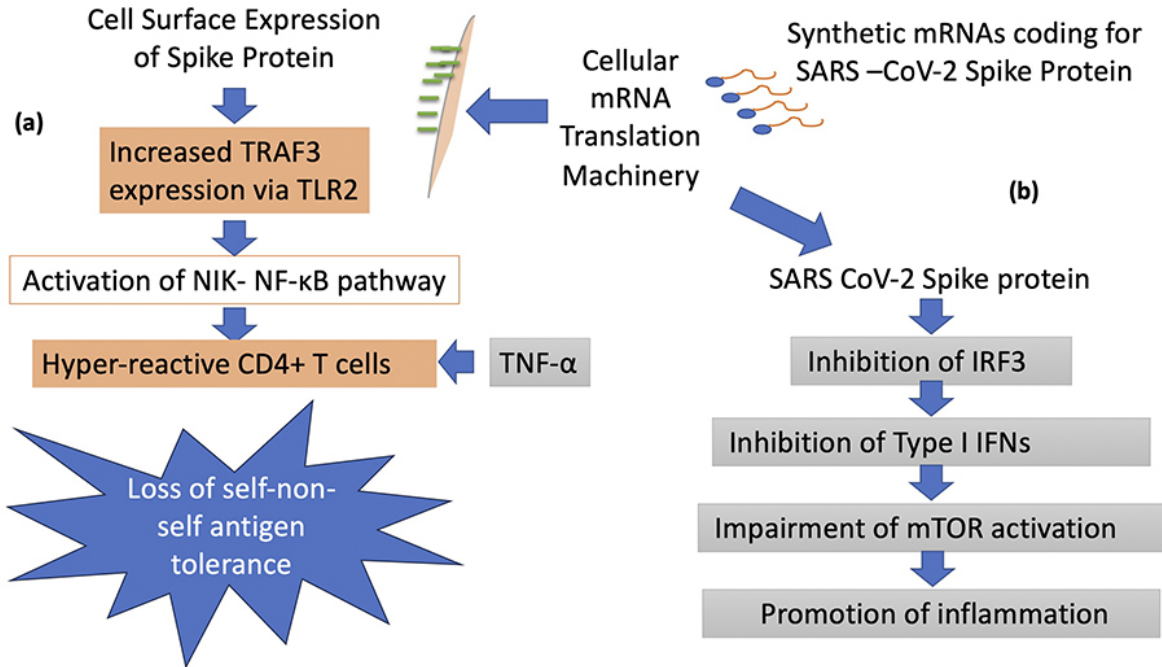 Cell Surface Expression
of Spike Protein
(a)
Increased TRAF3
expression via TLR2
Activation of NIK- NF-κB pathway
Hyper-reactive CD4+ T cells
TNF-α
Loss of self-non-
self antigen
tolerance
Cellular
mRNA
Translation
Machinery
Synthetic mRNAs coding for
SARS –CoV-2 Spike Protein
(b)
SARS CoV-2 Spike protein
Inhibition of IRF3
Inhibition of Type I IFNs
Impairment of mTOR activation
Promotion of inflammation